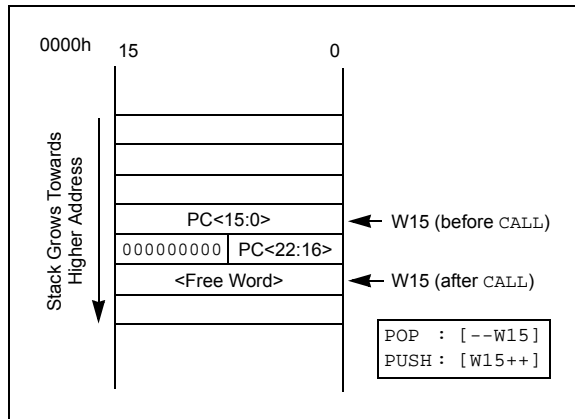 0000h
15 0
Stack Grows Towards
Higher Address
PC<15:0>
W15 (before CALL)
000000000 PC<22:16>
<Free Word>
W15 (after CALL)
POP : [--W15]
PUSH : [W15++]